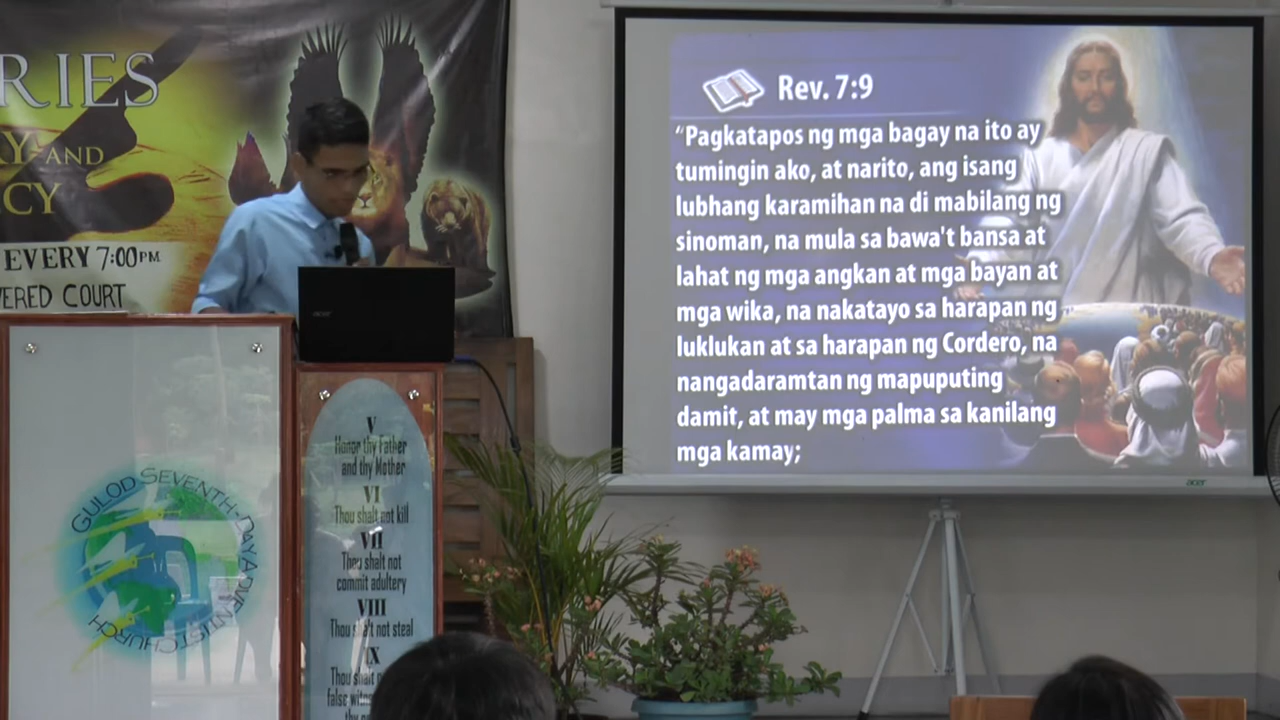 RIES
AND
CY
EVERY 7:00PM
ERED COURT
acer
GULOD SEVENTH-DAY ADVENTIST CHURCH
V
Honor thy Father
and thy Mother
VI
Thou shalt not kill
VII
Thou shalt not
commit adultery
VIII
Thou shalt not steal
IX
Thou shalt
false
Rev. 7:9
“Pagkatapos ng mga bagay na ito ay
tumingin ako, at narito, ang isang
lubhang karamihan na di mabilang ng
sinoman, na mula sa bawa't bansa at
lahat ng mga angkan at mga bayan at
mga wika, na nakatayo sa harapan ng
luklukan at sa harapan ng Cordero, na
nangadaramtan ng mapuputing
damit, at may mga palma sa kanilang
mga kamay;
acer